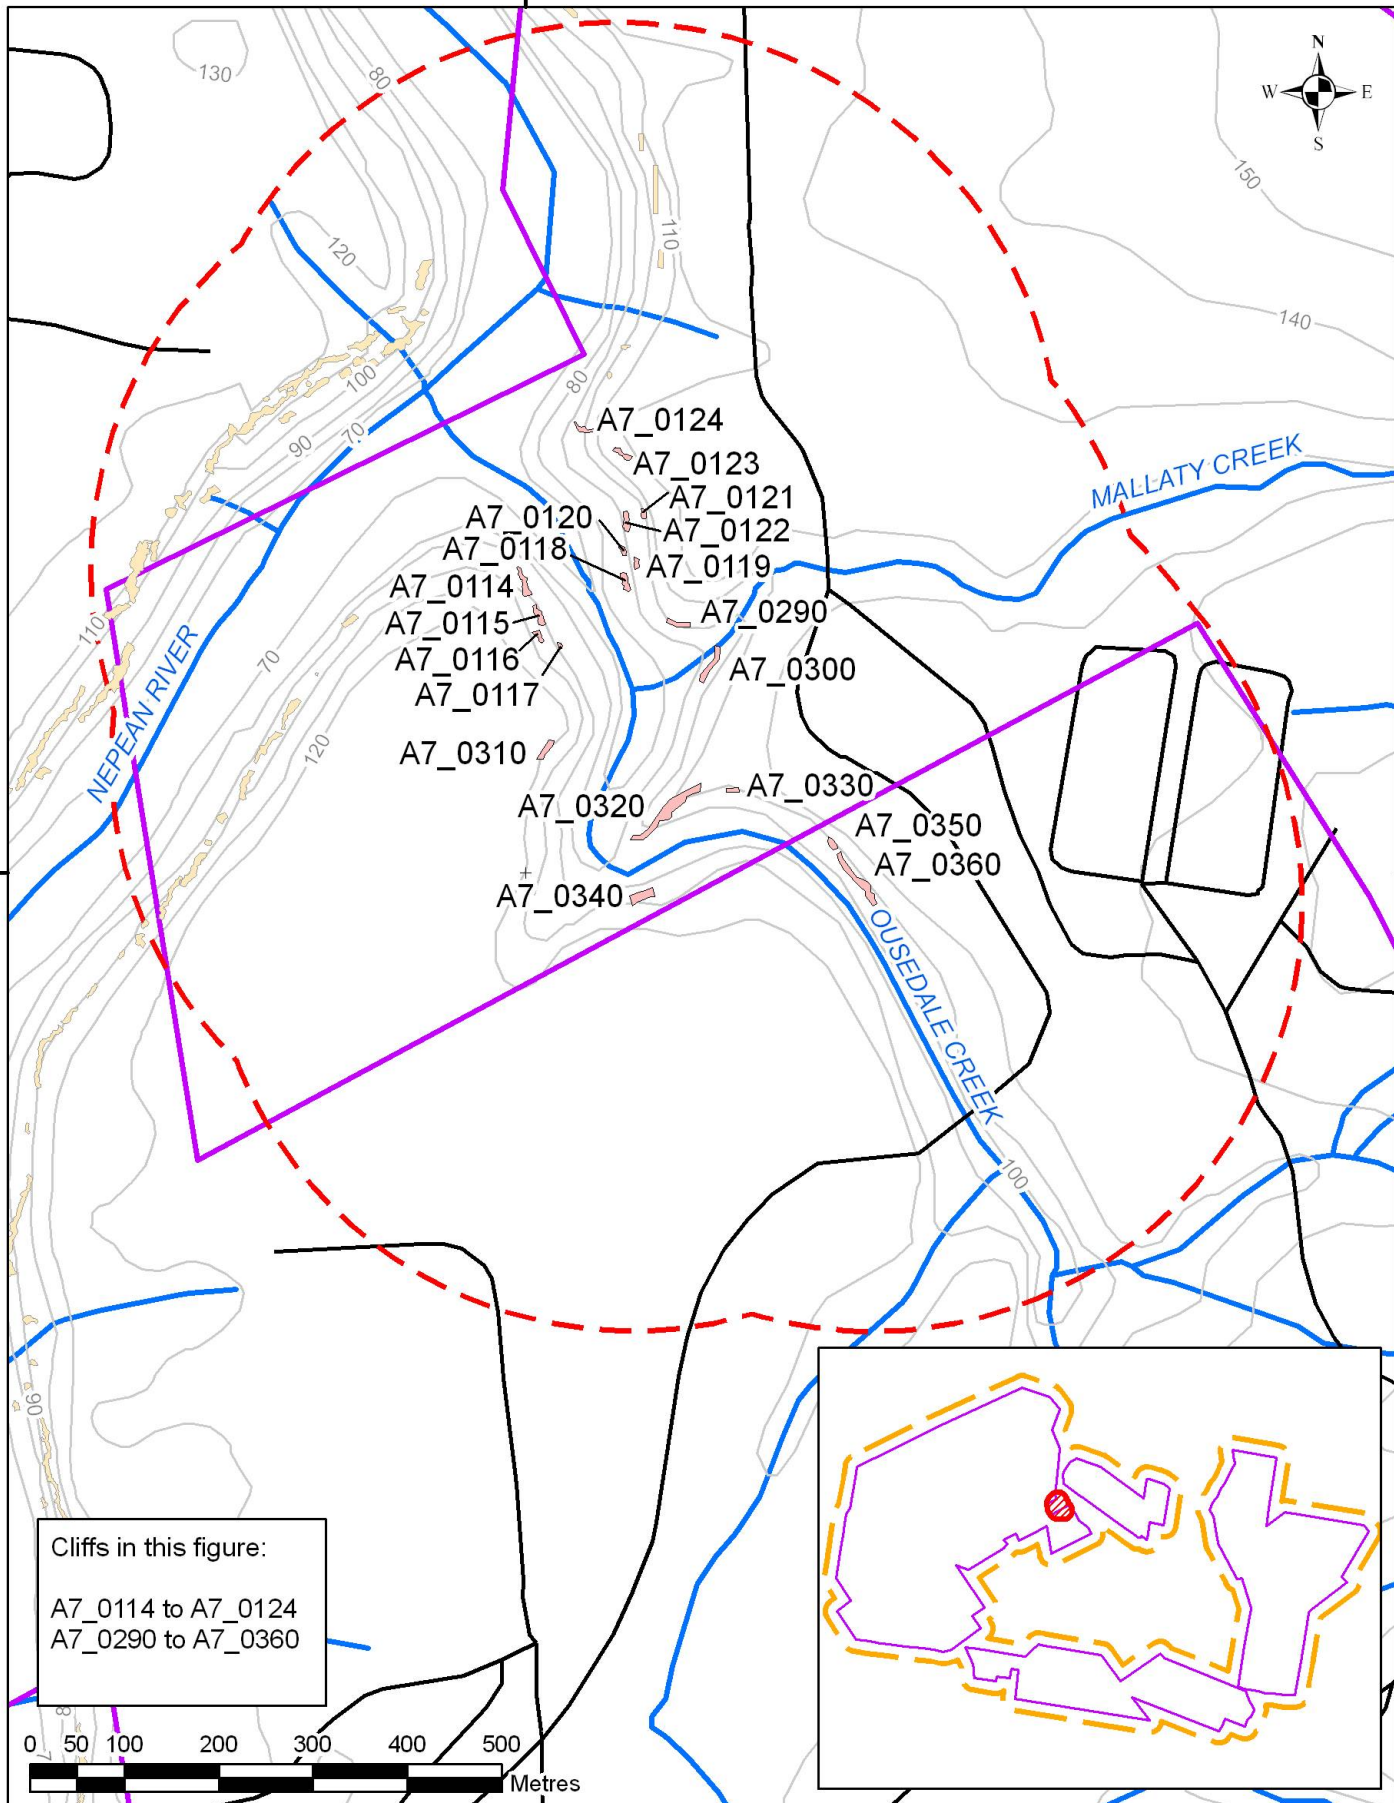 N
W E
S
130
80
150
120
110
140
100
80
90
70
A7_0124
A7_0123
MALLATY CREEK
A7_0121
A7_0120
A7_0122
A7_0118
A7_0119
A7_0114
A7_0290
A7_0115
110
A7_0116
70
A7_0300
A7_0117
NEPEAN RIVER
120
A7_0310
A7_0330
A7_0320
A7_0350
A7_0360
A7_0340
OUSEDALE CREEK
100
90
Cliffs in this figure:
A7_0114 to A7_0124
A7_0290 to A7_0360
0 50 100 200 300 400 500
Metres